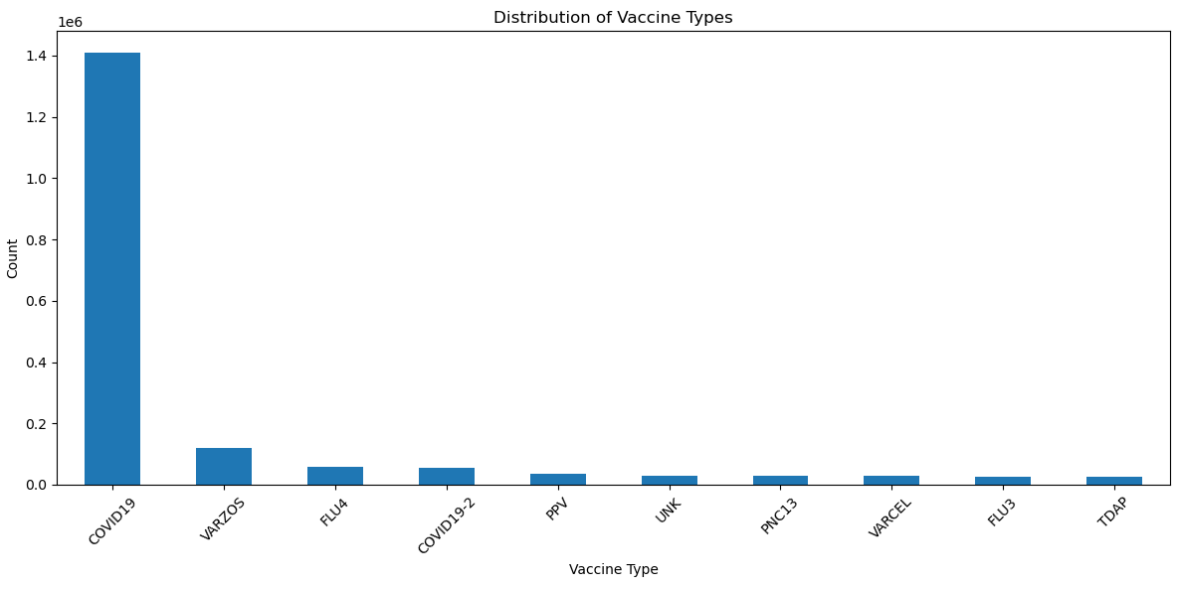 Distribution of Vaccine Types
1e6
1.4
1.2
1.0
0.8
0.6
0.4
0.2
0.0
Count
COVID19
VARZOS
FLU4
COVID19-2
PPV
UNK
PNC13
VARCEL
FLU3
TDAP
Vaccine Type